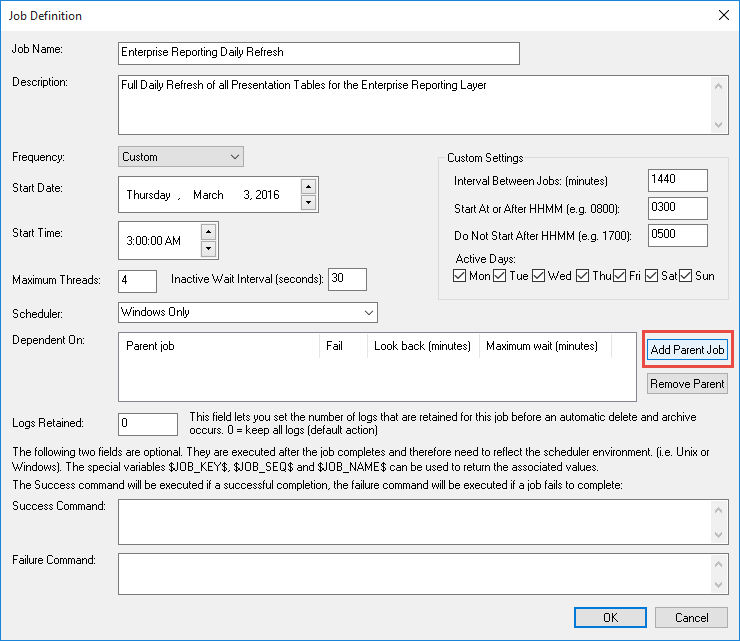 Job Definition
Job Name: Enterprise Reporting Daily Refresh
Description: Full Daily Refresh of all Presentation Tables for the Enterprise Reporting Layer
Frequency: Custom
Custom Settings
Interval Between Jobs: (minutes) 1440
Start Date: Thursday , March 3, 2016
Start At or After HHMM (e.g. 0800): 0300
Start Time: 3:00:00 AM
Do Not Start After HHMM (e.g. 1700): 0500
Active Days:
Mon Tue Wed Thu Fri Sat Sun
Maximum Threads: 4 Inactive Wait Interval (seconds): 30
Scheduler: Windows Only
Dependent On: Parent job Fail Look back (minutes) Maximum wait (minutes) Add Parent Job
Remove Parent
Logs Retained: 0 This field lets you set the number of logs that are retained for this job before an automatic delete and archive
occurs. 0 = keep all logs (default action)
The following two fields are optional. They are executed after the job completes and therefore need to reflect the scheduler environment. (i.e. Unix or
Windows). The special variables $JOB_KEY$, $JOB_SEQ$ and $JOB_NAME$ can be used to return the associated values.
The Success command will be executed if a successful completion, the failure command will be executed if a job fails to complete:
Success Command:
Failure Command:
OK Cancel